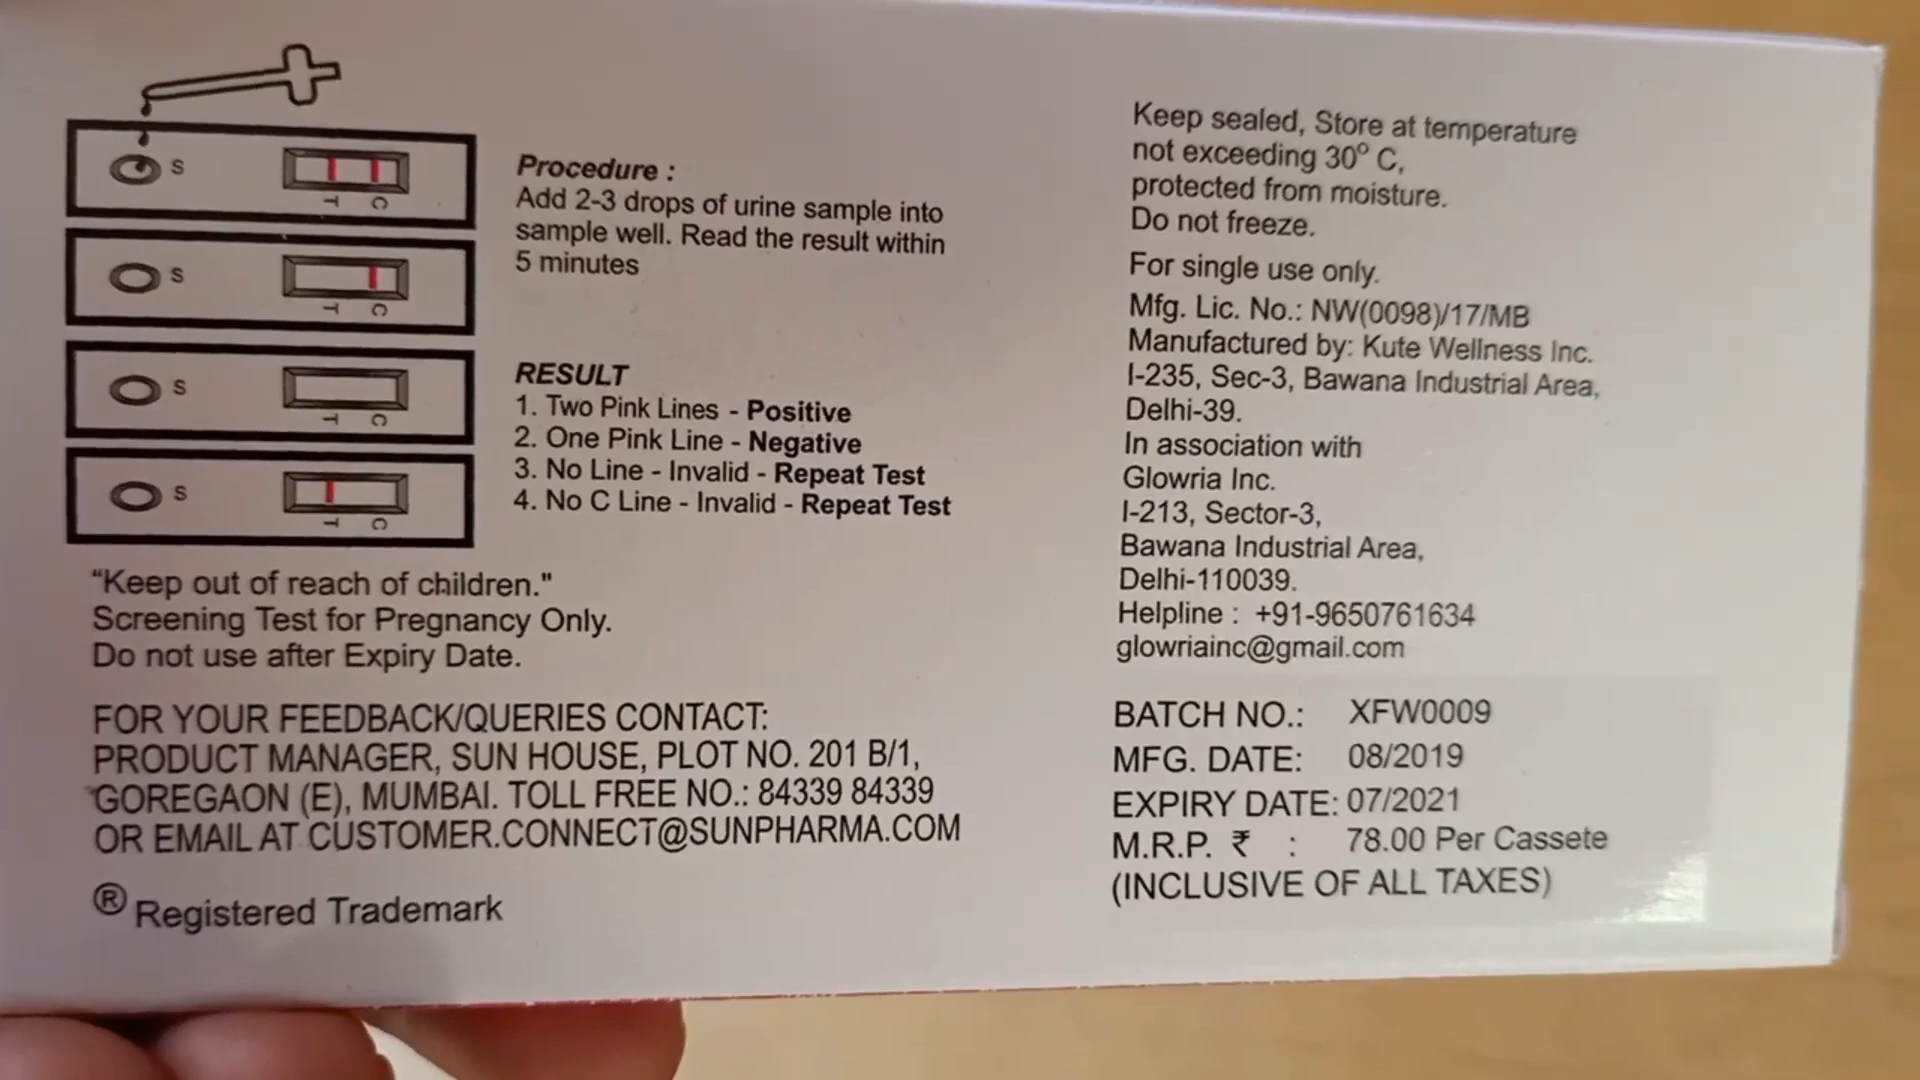 S
T C
S
T C
S
T C
S
T C
Procedure :
Add 2-3 drops of urine sample into
sample well. Read the result within
5 minutes
RESULT
1. Two Pink Lines - Positive
2. One Pink Line - Negative
3. No Line - Invalid - Repeat Test
4. No C Line - Invalid - Repeat Test
“Keep out of reach of children."
Screening Test for Pregnancy Only.
Do not use after Expiry Date.
FOR YOUR FEEDBACK/QUERIES CONTACT:
PRODUCT MANAGER, SUN HOUSE, PLOT NO. 201 B/1,
GOREGAON (E), MUMBAI. TOLL FREE NO.: 84339 84339
OR EMAIL AT CUSTOMER.CONNECT@SUNPHARMA.COM
® Registered Trademark
Keep sealed, Store at temperature
not exceeding 30° C,
protected from moisture.
Do not freeze.
For single use only.
Mfg. Lic. No.: NW(0098)/17/MB
Manufactured by: Kute Wellness Inc.
I-235, Sec-3, Bawana Industrial Area,
Delhi-39.
In association with
Glowria Inc.
I-213, Sector-3,
Bawana Industrial Area,
Delhi-110039.
Helpline : +91-9650761634
glowriainc@gmail.com
BATCH NO.: XFW0009
MFG. DATE: 08/2019
EXPIRY DATE: 07/2021
M.R.P. ₹ : 78.00 Per Cassete
(INCLUSIVE OF ALL TAXES)